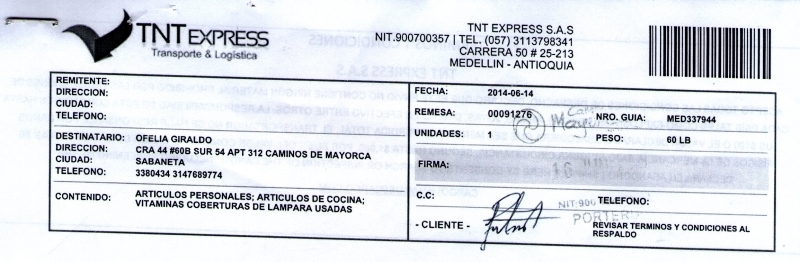 TNT EXPRESS
Transporte & Logística
TNT EXPRESS S.A.S
NIT.900700357 | TEL. (057) 3113798341
CARRERA 50 # 25-213
MEDELLIN - ANTIOQUIA
REMITENTE:
DIRECCION:
CIUDAD:
TELEFONO:
DESTINATARIO: OFELIA GIRALDO
DIRECCION: CRA 44 #60B SUR 54 APT 312 CAMINOS DE MAYORCA
CIUDAD: SABANETA
TELEFONO: 3380434 3147689774
CONTENIDO: ARTICULOS PERSONALES; ARTICULOS DE COCINA;
VITAMINAS COBERTURAS DE LAMPARA USADAS
FECHA: 2014-06-14
REMESA: 00091276 NRO. GUIA: MED337944
UNIDADES: 1 PESO: 60 LB
FIRMA:
16
C.C: NIT:900 TELEFONO:
PORTERO
- CLIENTE - REVISAR TERMINOS Y CONDICIONES AL
RESPALDO